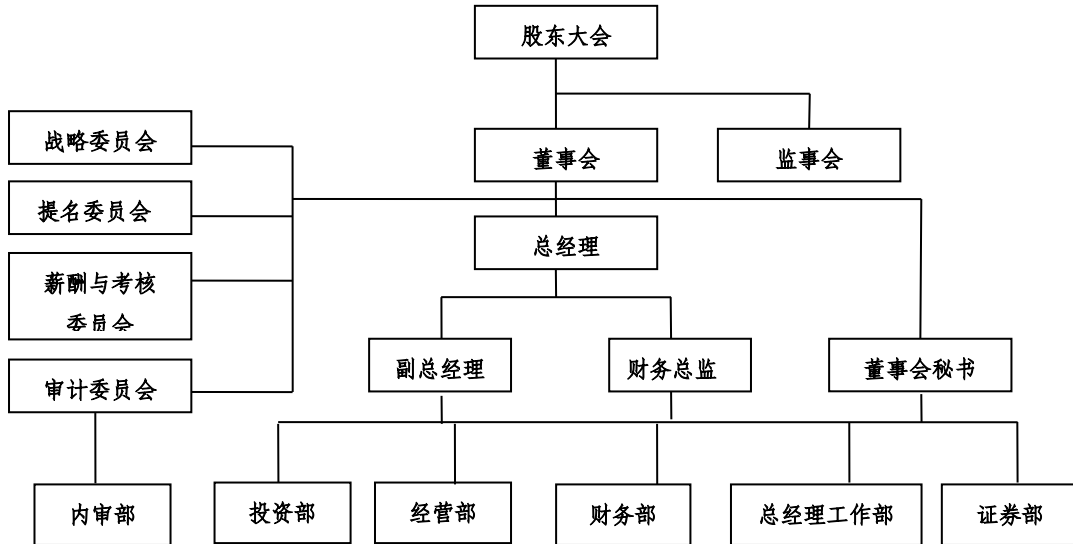 股东大会
战略委员会
董事会
监事会
提名委员会
总经理
薪酬与考核
委员会
副总经理
财务总监
董事会秘书
审计委员会
内审部
投资部
经营部
财务部
总经理工作部
证券部